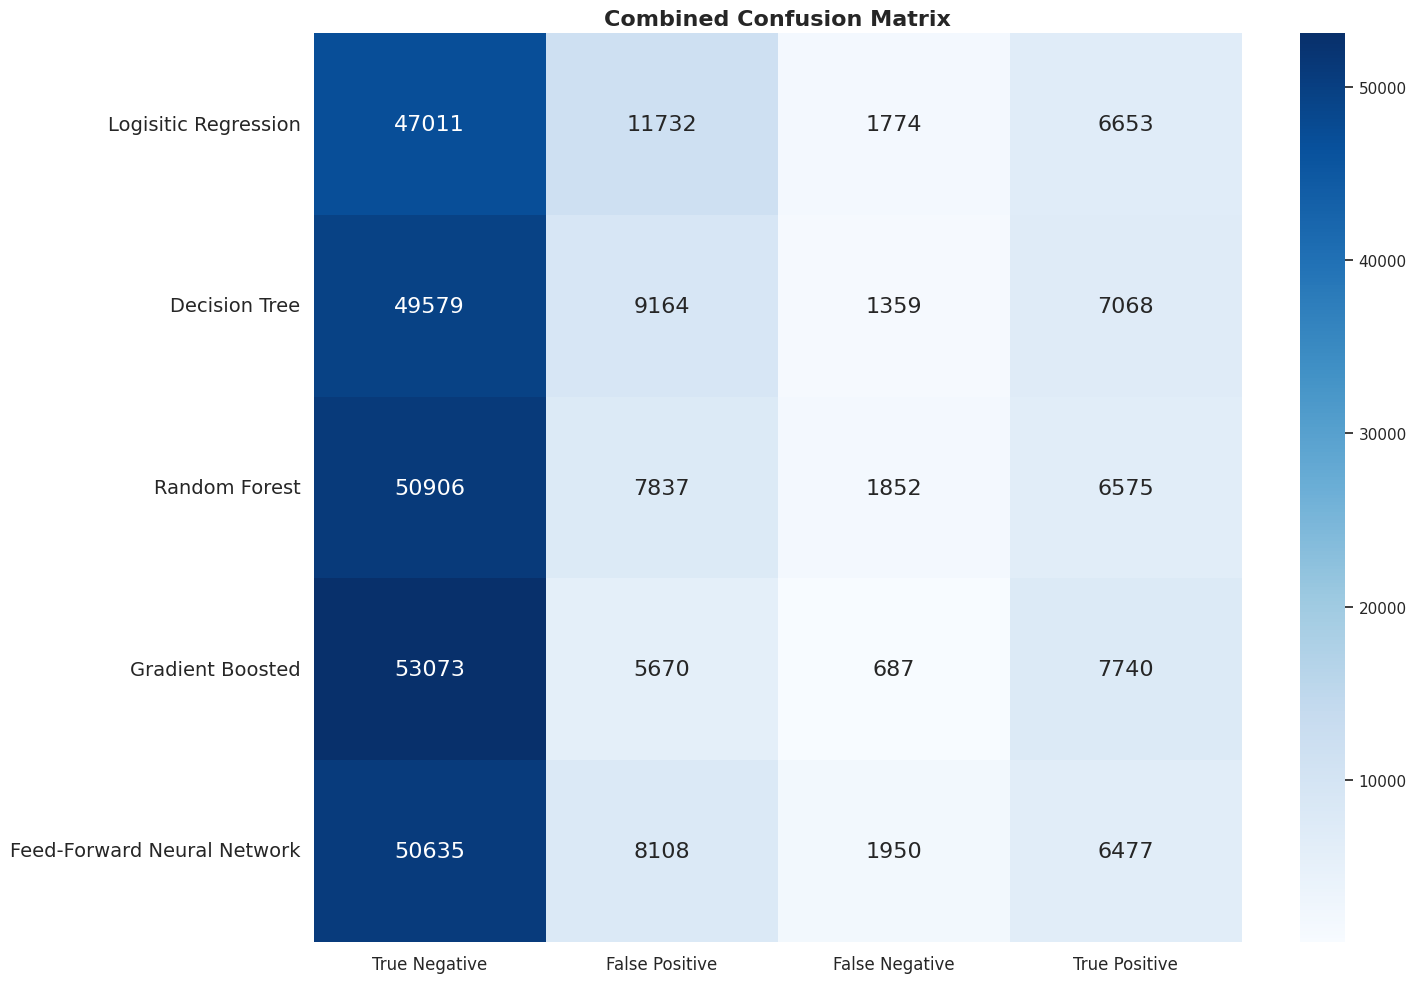 Combined Confusion Matrix
Logisitic Regression 47011 11732 1774 6653
Decision Tree 49579 9164 1359 7068
Random Forest 50906 7837 1852 6575
Gradient Boosted 53073 5670 687 7740
Feed-Forward Neural Network 50635 8108 1950 6477
True Negative False Positive False Negative True Positive
50000
40000
30000
20000
10000